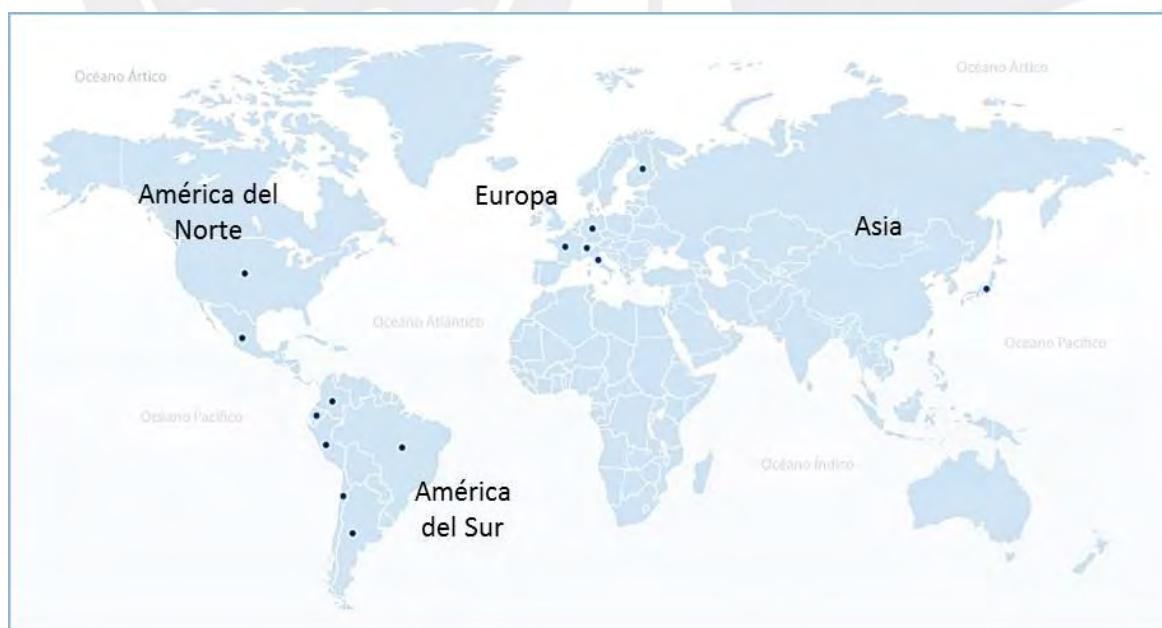 Océano Ártico
Océano Ártico
América del
Norte
Europa
Asia
Océano Atlántico
Océano Pacífico
Océano Pacífico
Océano Índico
América
del Sur